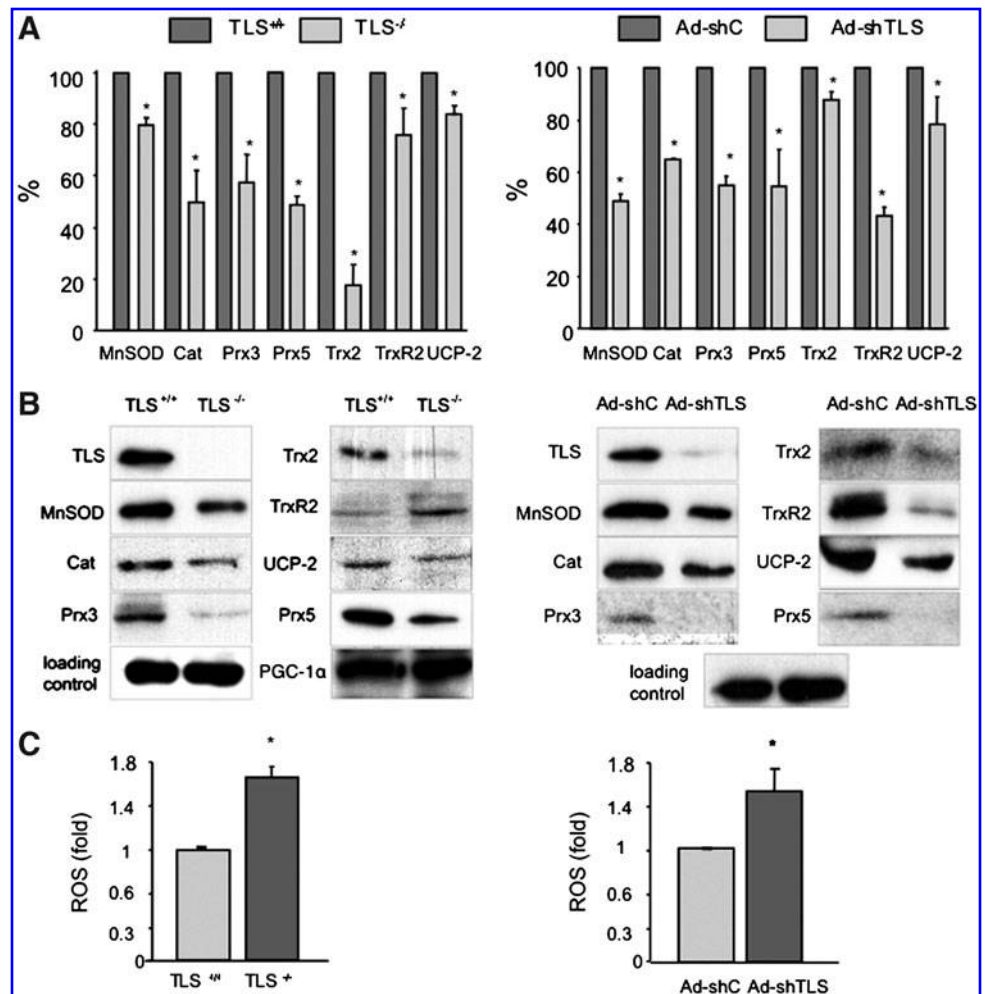 A
TLS+/+ TLS-/-
Ad-shC Ad-shTLS
100
80
60
40
20
0
%
MnSOD Cat Prx3 Prx5 Trx2 TrxR2 UCP-2
* * * * * * *
100
80
60
40
20
0
%
MnSOD Cat Prx3 Prx5 Trx2 TrxR2 UCP-2
* * * * * * *
B
TLS+/+ TLS-/-
TLS
MnSOD
Cat
Prx3
loading
control
TLS+/+ TLS-/-
Trx2
TrxR2
UCP-2
Prx5
PGC-1α
Ad-shC Ad-shTLS
TLS
MnSOD
Cat
Prx3
Ad-shC Ad-shTLS
Trx2
TrxR2
UCP-2
Prx5
loading
control
C
1.8
1.4
1
0.6
0.3
0
ROS (fold)
*
TLS +/+ TLS -/-
1.8
1.4
1
0.6
0.3
0
ROS (fold)
*
Ad-shC Ad-shTLS